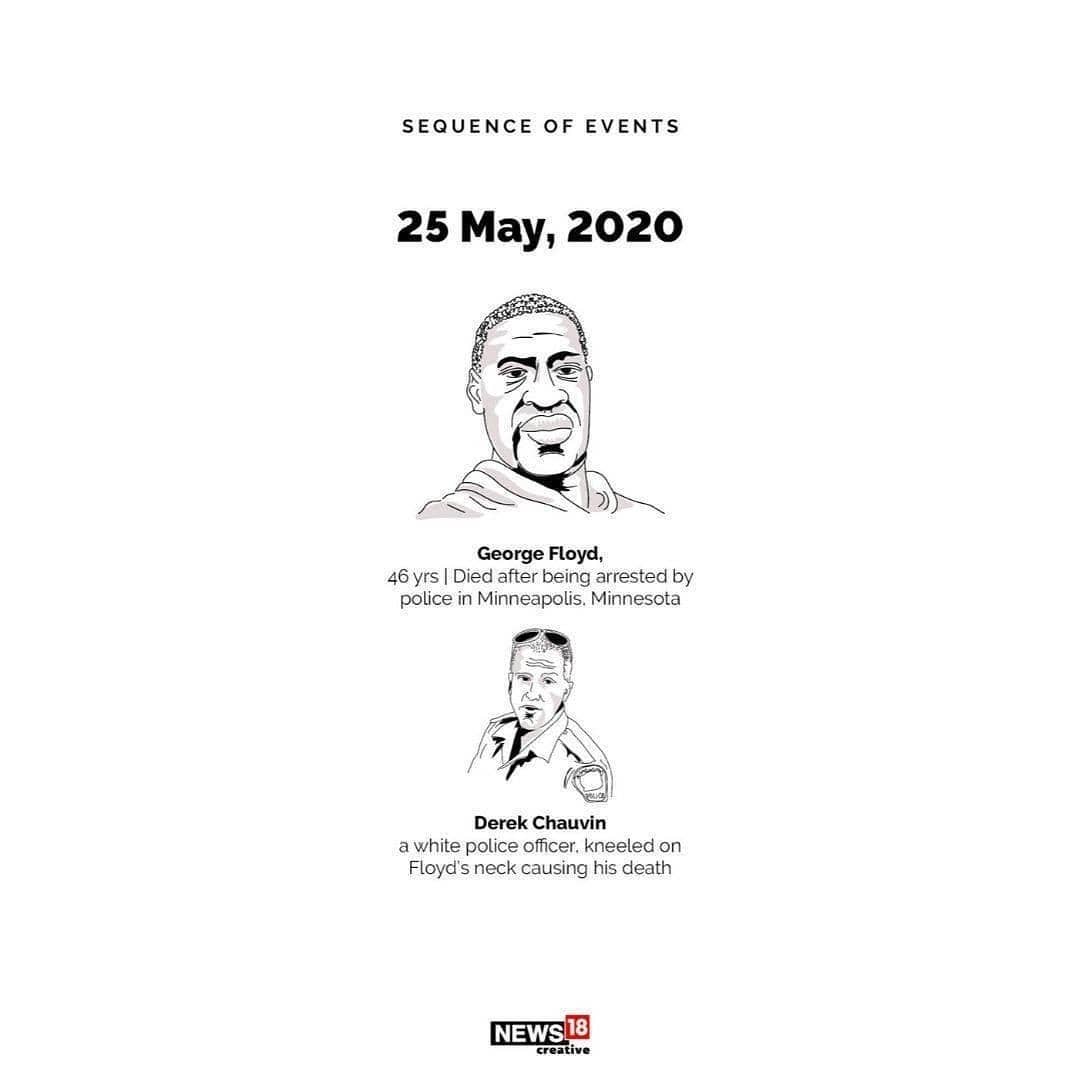 SEQUENCE OF EVENTS
25 May, 2020
George Floyd,
46 yrs | Died after being arrested by
police in Minneapolis, Minnesota
POLICE
Derek Chauvin
a white police officer, kneeled on
Floyd's neck causing his death
NEWS18
creative